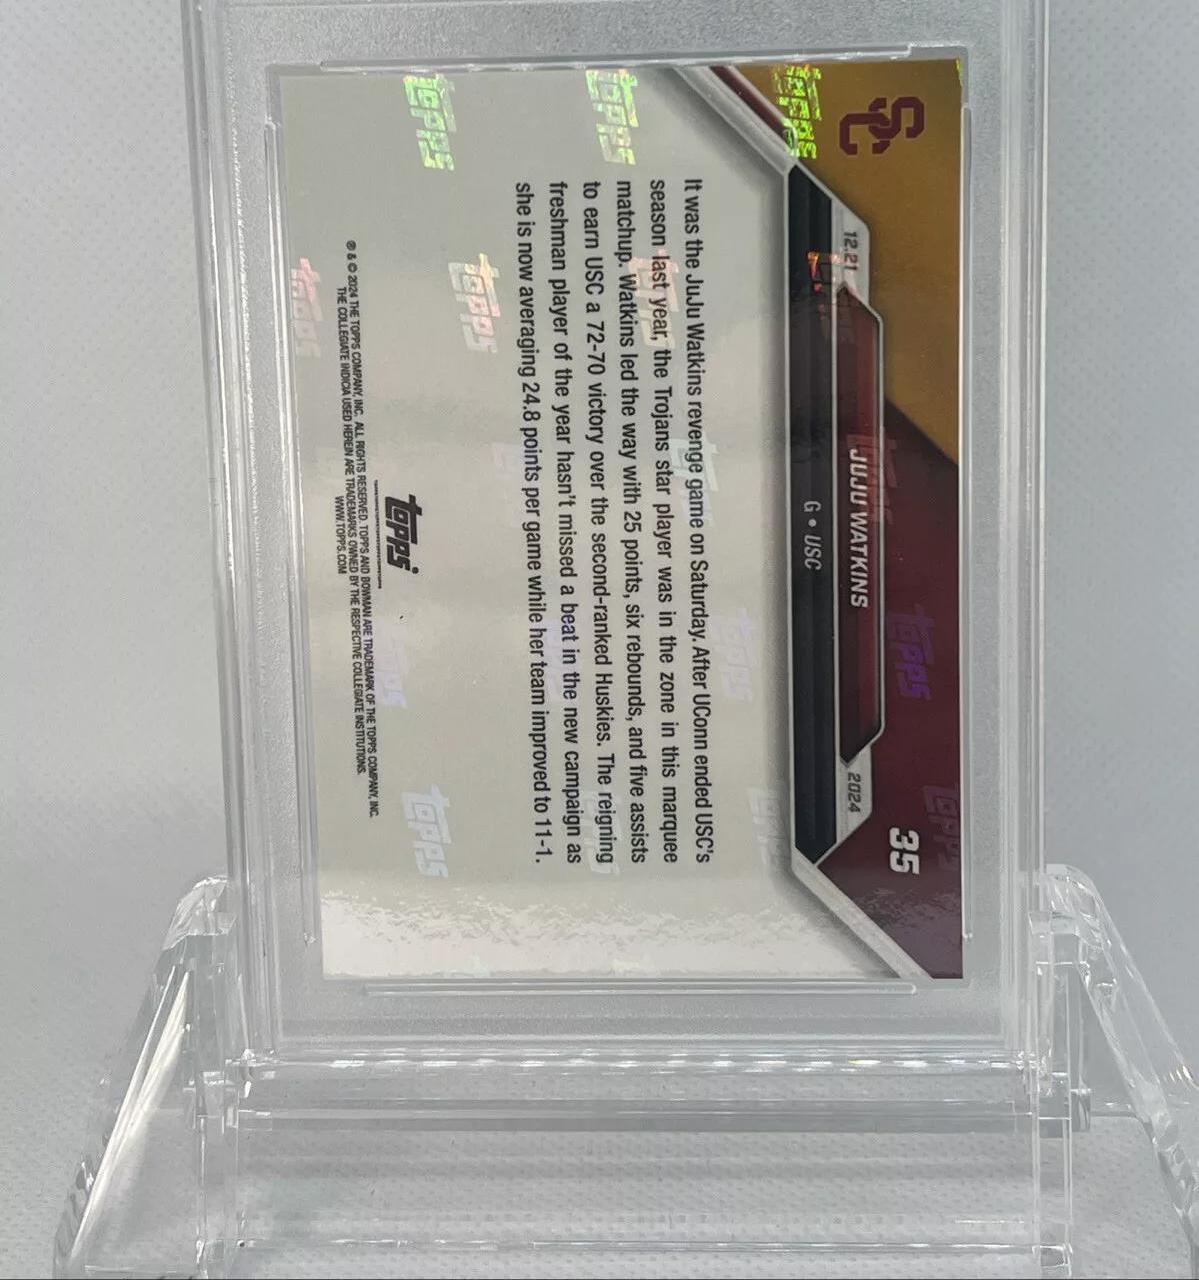 SC
35
12.21
2024
JUJU WATKINS
G • USC
It was the JuJu Watkins revenge game on Saturday. After UConn ended USC's
season last year, the Trojans star player was in the zone in this marquee
matchup. Watkins led the way with 25 points, six rebounds, and five assists
to earn USC a 72-70 victory over the second-ranked Huskies. The reigning
freshman player of the year hasn't missed a beat in the new campaign as
she is now averaging 24.8 points per game while her team improved to 11-1.
topps
℗ & © 2024 THE TOPPS COMPANY, INC. ALL RIGHTS RESERVED. TOPPS AND BOWMAN ARE TRADEMARK OF THE TOPPS COMPANY, INC.
THE COLLEGIATE INDICIA USED HEREIN ARE TRADEMARKS OWNED BY THE RESPECTIVE COLLEGIATE INSTITUTIONS.
WWW.TOPPS.COM